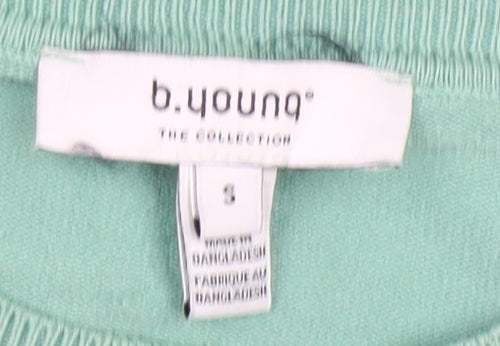 b.young®
THE COLLECTION
S
MADE IN
BANGLADESH
FABRIQUE AU
BANGLADESH